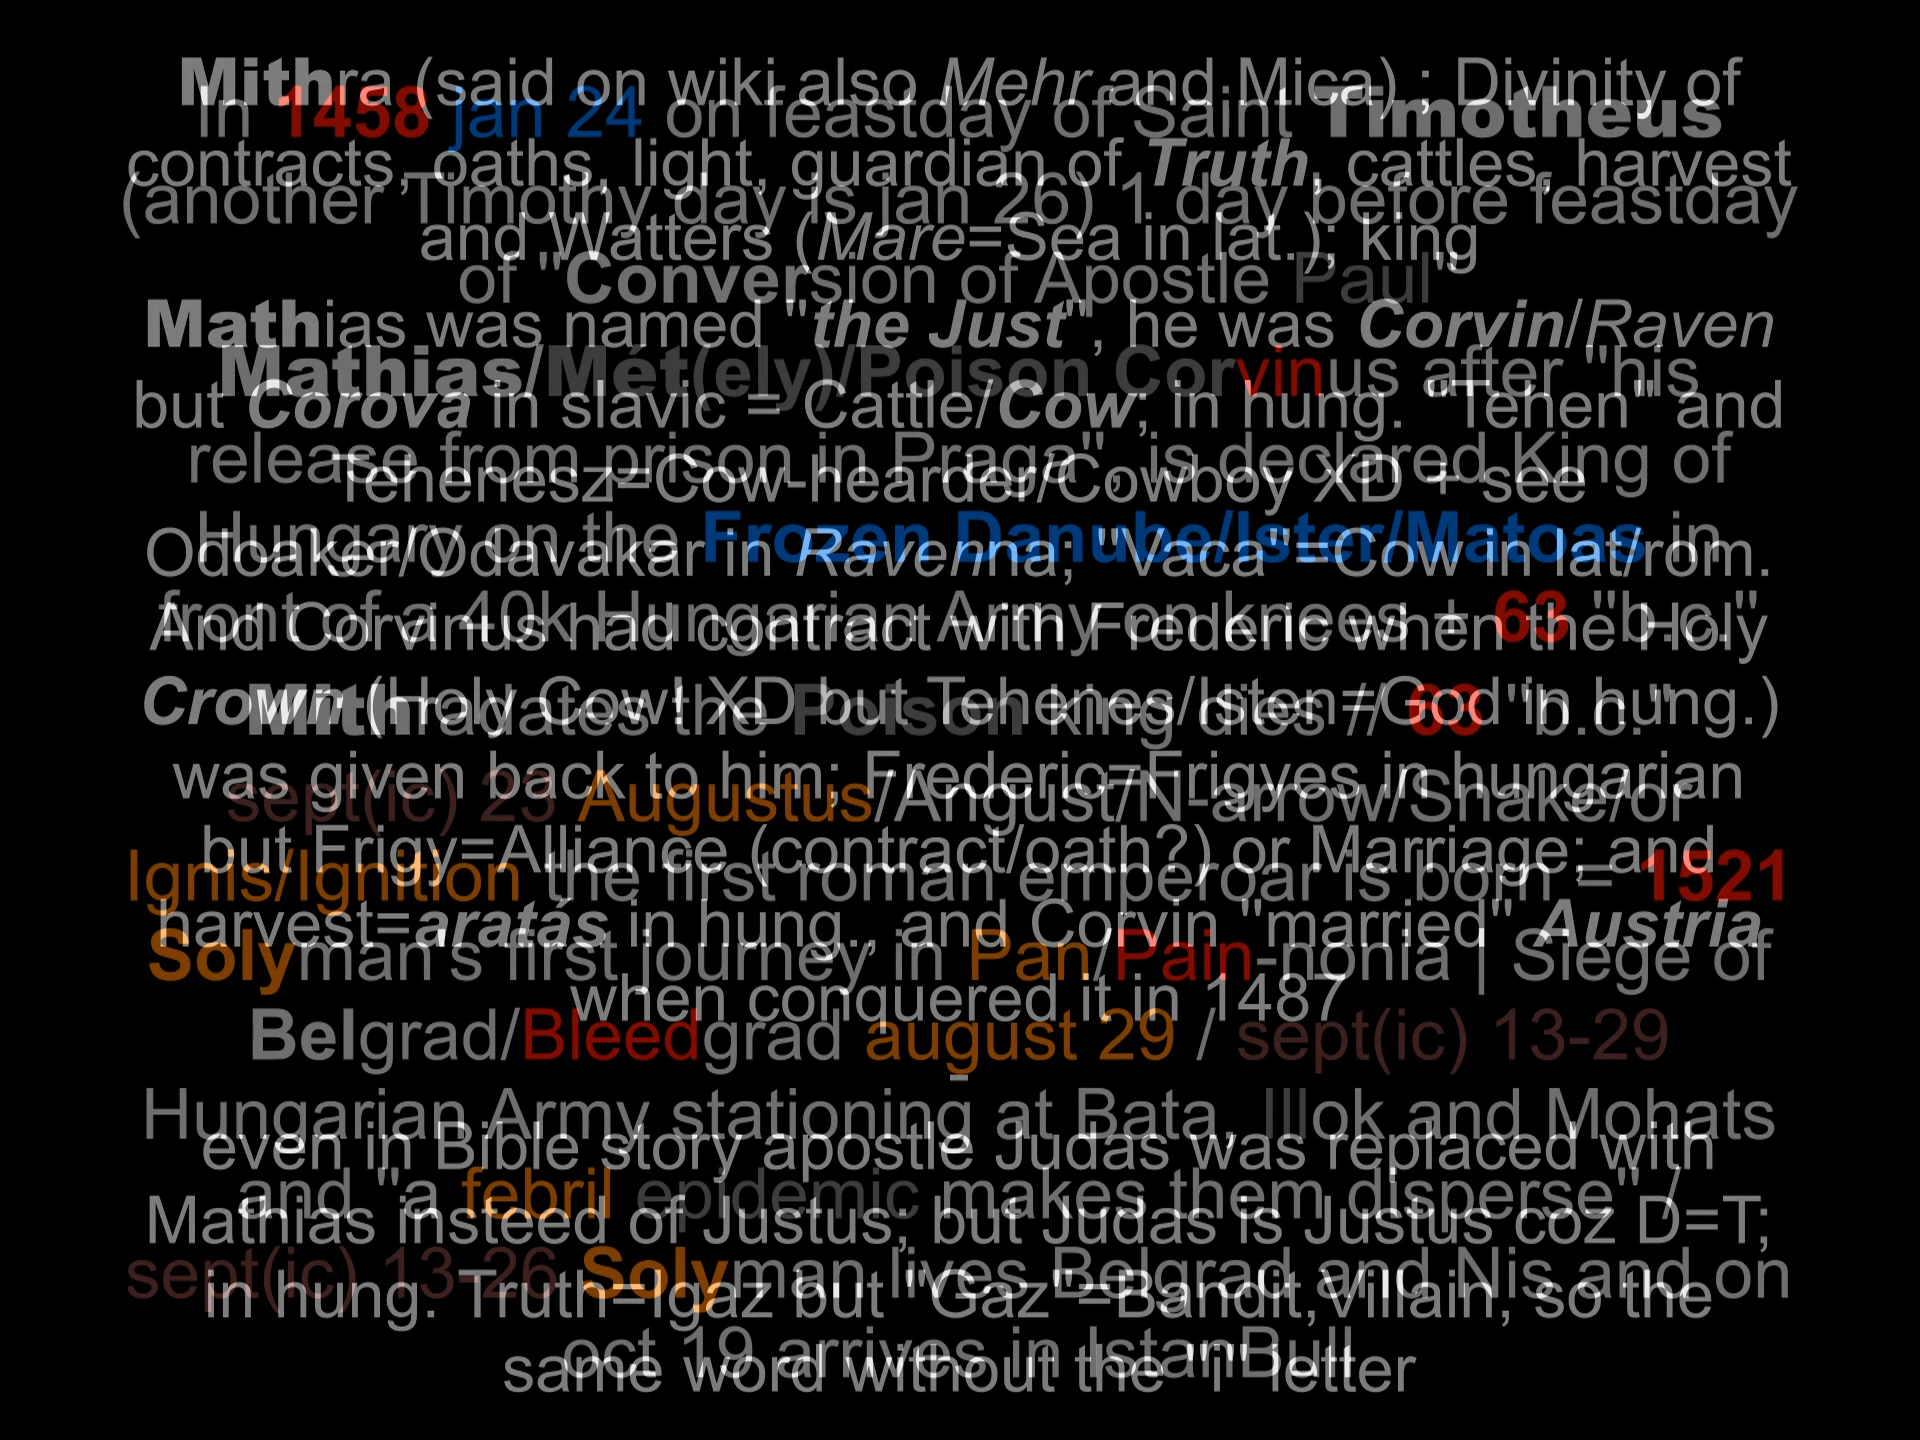 Mithra (said on wiki also Mehr and Mica) ; Divinity of
contracts, oaths, light, guardian of Truth, cattles, harvest
and Watters (Mare=Sea in lat.); king
Mathias was named "the Just", he was Corvin/Raven
but Corova in slavic = Cattle/Cow; in hung. "Tehen" and
Tehenesz=Cow-hearder/Cowboy XD + see
Odoaker/Odavakar in Ravenna; "Vaca"=Cow in lat/rom.
And Corvinus had contract with Frederic when the Holy
Crown (Holy Cow! XD but Tehenes/Isten=God in hung.)
was given back to him; Frederic=Frigyes in hungarian
but Frigy=Alliance (contract/oath?) or Marriage; and
harvest=aratás in hung., and Corvin "married" Austria
when conquered it in 1487
-
even in Bible story apostle Judas was replaced with
Mathias insteed of Justus; but Judas is Justus coz D=T;
in hung. Truth=Igaz but "Gaz"=Bandit,Villain, so the
same word without the "i" letter
In 1458 jan 24 on feastday of Saint Timotheus
(another Timothy day is jan 26) 1 day before feastday
of "Conversion of Apostle Paul"
Mathias/Mét(ely)/Poison Corvinus after "his
release from prison in Praga", is declared King of
Hungary on the Frozen Danube/Ister/Matoas in
front of a 40k Hungarian Army on knees + 63 "b.c."
Mithradates the Poison king dies // 63 "b.c."
sept(ic) 23 Augustus/Angust/N-arrow/Snake/or
Ignis/Ignition the first roman emperoar is born = 1521
Solyman's first journey in Pan/Pain-nonia | Siege of
Belgrad/Bleedgrad august 29 / sept(ic) 13-29
Hungarian Army stationing at Bata, Illok and Mohats
and "a febril epidemic makes them disperse" /
sept(ic) 13-26 Solyman lives Belgrad and Nis and on
oct 19 arrives in IstanBull